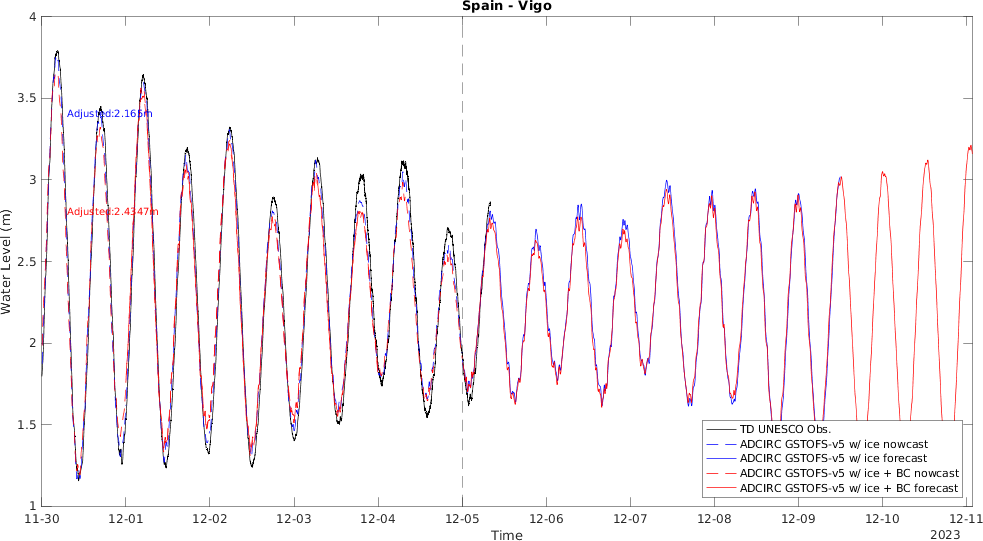 Spain - Vigo
Water Level (m)
4
3.5
3
2.5
2
1.5
1
Adjusted:2.165m
Adjusted:2.4347m
TD UNESCO Obs.
ADCIRC GSTOFS-v5 w/ ice nowcast
ADCIRC GSTOFS-v5 w/ ice forecast
ADCIRC GSTOFS-v5 w/ ice + BC nowcast
ADCIRC GSTOFS-v5 w/ ice + BC forecast
11-30 12-01 12-02 12-03 12-04 12-05 12-06 12-07 12-08 12-09 12-10 12-11
Time
2023